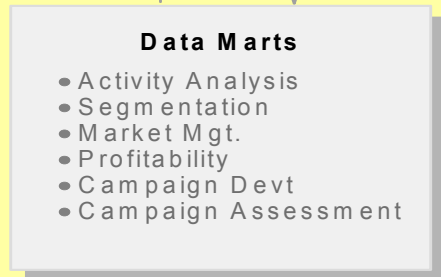 Data Marts
• Activity Analysis
• Segmentation
• Market Mgt.
• Profitability
• Campaign Devt
• Campaign Assessment